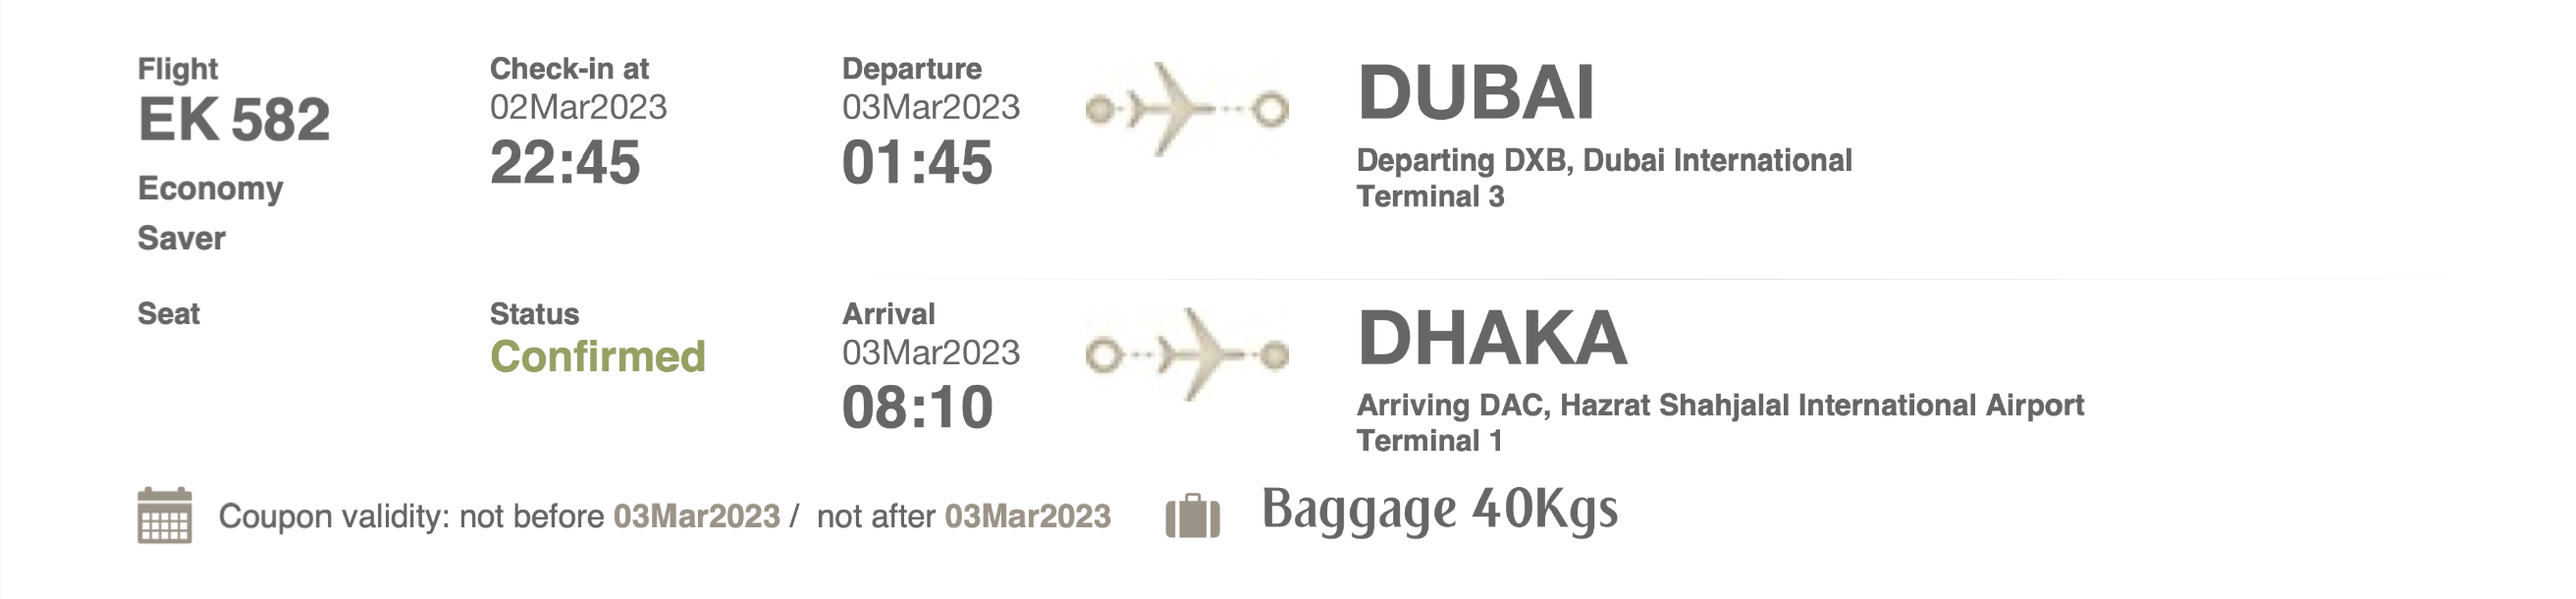 Flight
EK 582
Economy
Saver
Check-in at
02Mar2023
22:45
Departure
03Mar2023
01:45
DUBAI
Departing DXB, Dubai International
Terminal 3
Seat
Status
Confirmed
Arrival
03Mar2023
08:10
DHAKA
Arriving DAC, Hazrat Shahjalal International Airport
Terminal 1
Coupon validity: not before 03Mar2023 / not after 03Mar2023
Baggage 40Kgs